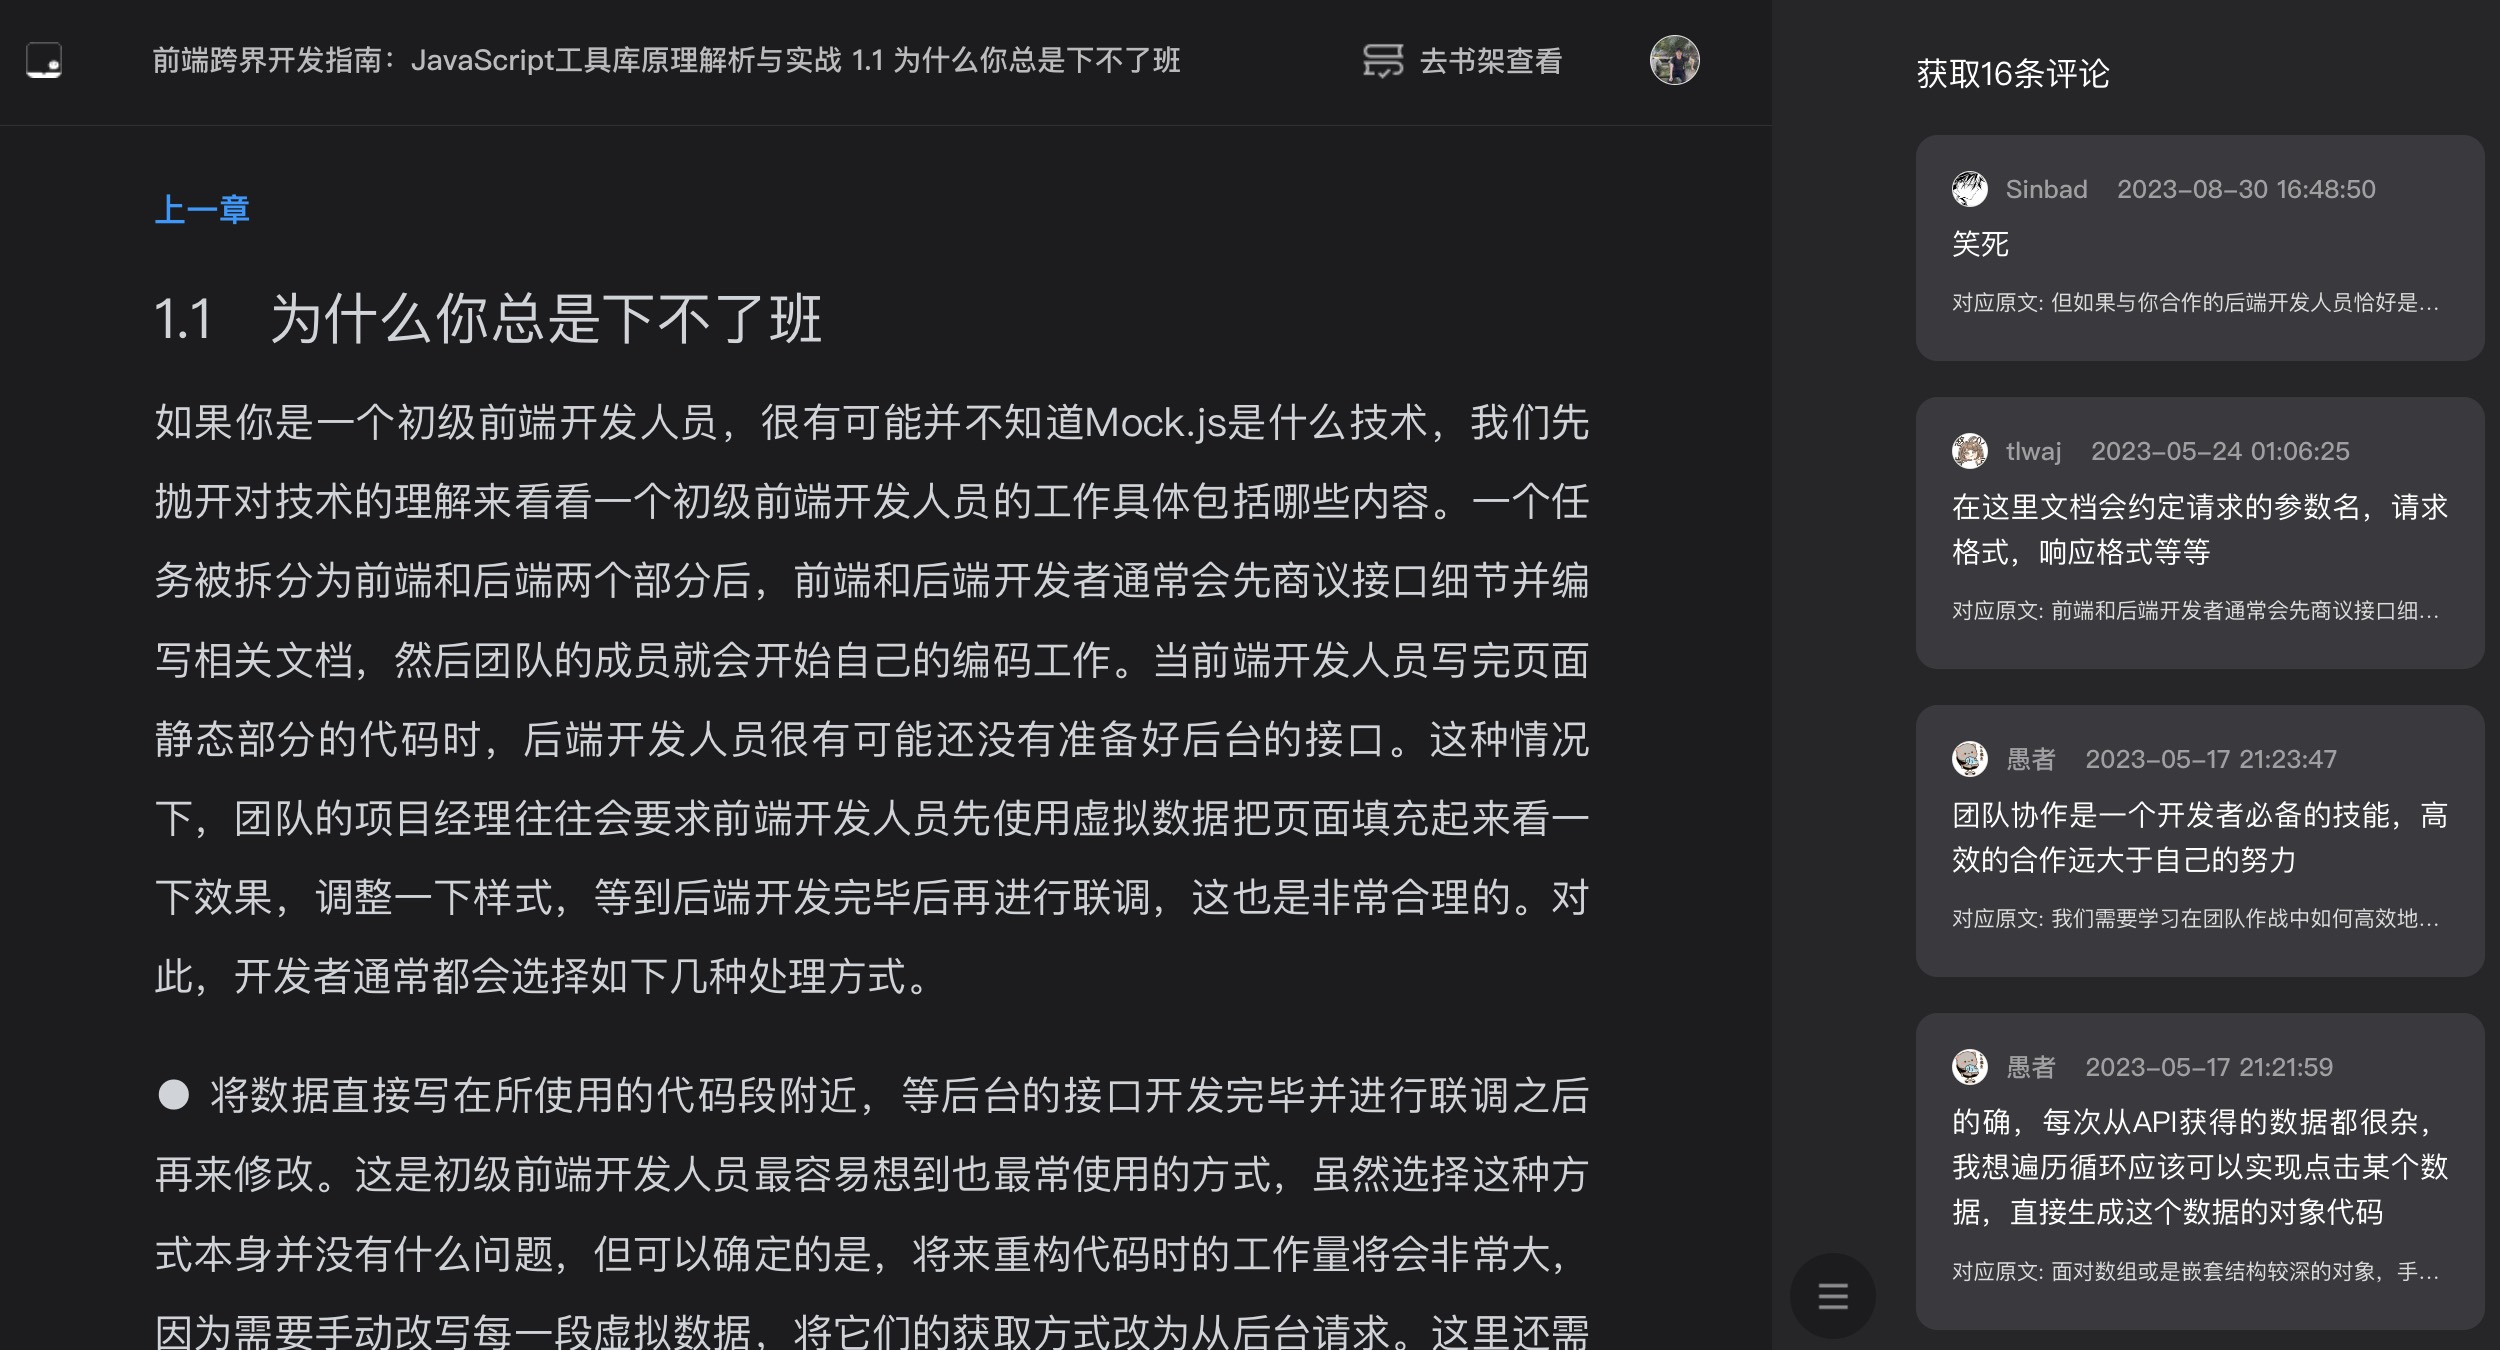 前端跨界开发指南：JavaScript工具库原理解析与实战 1.1 为什么你总是下不了班
去书架查看
上一章
1.1 为什么你总是下不了班
如果你是一个初级前端开发人员，很有可能并不知道Mock.js是什么技术，我们先
抛开对技术的理解来看看一个初级前端开发人员的工作具体包括哪些内容。一个任
务被拆分为前端和后端两个部分后，前端和后端开发者通常会先商议接口细节并编
写相关文档，然后团队的成员就会开始自己的编码工作。当前端开发人员写完页面
静态部分的代码时，后端开发人员很有可能还没有准备好后台的接口。这种情况
下，团队的项目经理往往会要求前端开发人员先使用虚拟数据把页面填充起来看一
下效果，调整一下样式，等到后端开发完毕后再进行联调，这也是非常合理的。对
此，开发者通常都会选择如下几种处理方式。
● 将数据直接写在所使用的代码段附近，等后台的接口开发完毕并进行联调之后
再来修改。这是初级前端开发人员最容易想到也最常使用的方式，虽然选择这种方
式本身并没有什么问题，但可以确定的是，将来重构代码时的工作量将会非常大，
因为需要手动改写每一段虚拟数据，将它们的获取方式改为从后台请求。这里还需
获取16条评论
Sinbad 2023-08-30 16:48:50
笑死
对应原文: 但如果与你合作的后端开发人员恰好是...
tlwaj 2023-05-24 01:06:25
在这里文档会约定请求的参数名，请求
格式，响应格式等等
对应原文: 前端和后端开发者通常会先商议接口细...
愚者 2023-05-17 21:23:47
团队协作是一个开发者必备的技能，高
效的合作远大于自己的努力
对应原文: 我们需要学习在团队作战中如何高效地...
愚者 2023-05-17 21:21:59
的确，每次从API获得的数据都很杂，
我想遍历循环应该可以实现点击某个数
据，直接生成这个数据的对象代码
对应原文: 面对数组或是嵌套结构较深的对象，手...